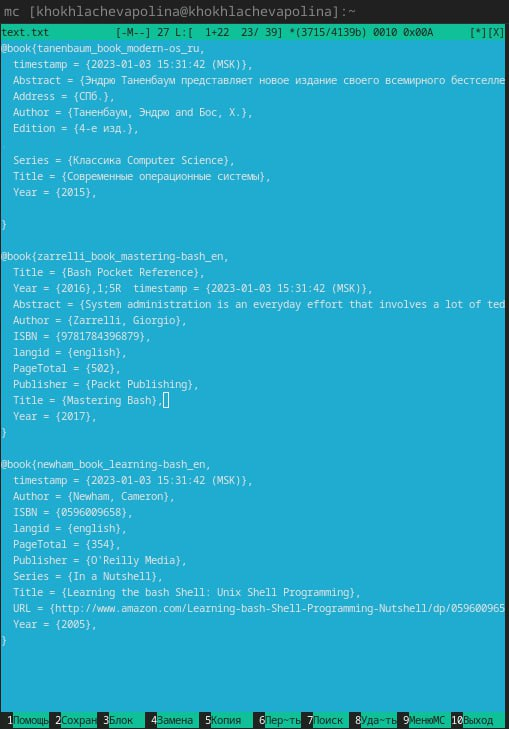 mc [khokhlachevapolina@khokhlachevapolina]:~
text.txt [-M--] 27 L:[ 1+22 23/ 39] *(3715/4139b) 0010 0x00A [*][X]
@book{tanenbaum_book_modern-os_ru,
timestamp = {2023-01-03 15:31:42 (MSK)},
Abstract = {Эндрю Таненбаум представляет новое издание своего всемирного бестселле
Address = {СПб.},
Author = {Таненбаум, Эндрю and Бос, Х.},
Edition = {4-е изд.},
.
Series = {Классика Computer Science},
Title = {Современные операционные системы},
Year = {2015},
}
@book{zarrelli_book_mastering-bash_en,
Title = {Bash Pocket Reference},
Year = {2016},1;5R timestamp = {2023-01-03 15:31:42 (MSK)},
Abstract = {System administration is an everyday effort that involves a lot of ted
Author = {Zarrelli, Giorgio},
ISBN = {9781784396879},
langid = {english},
PageTotal = {502},
Publisher = {Packt Publishing},
Title = {Mastering Bash},
Year = {2017},
}
@book{newham_book_learning-bash_en,
timestamp = {2023-01-03 15:31:42 (MSK)},
Author = {Newham, Cameron},
ISBN = {0596009658},
langid = {english},
PageTotal = {354},
Publisher = {O'Reilly Media},
Series = {In a Nutshell},
Title = {Learning the bash Shell: Unix Shell Programming},
URL = {http://www.amazon.com/Learning-bash-Shell-Programming-Nutshell/dp/059600965
Year = {2005},
}
1Помощь 2Сохран 3Блок 4Замена 5Копия 6Пер~ть 7Поиск 8Уда~ть 9МенюMC 10Выход